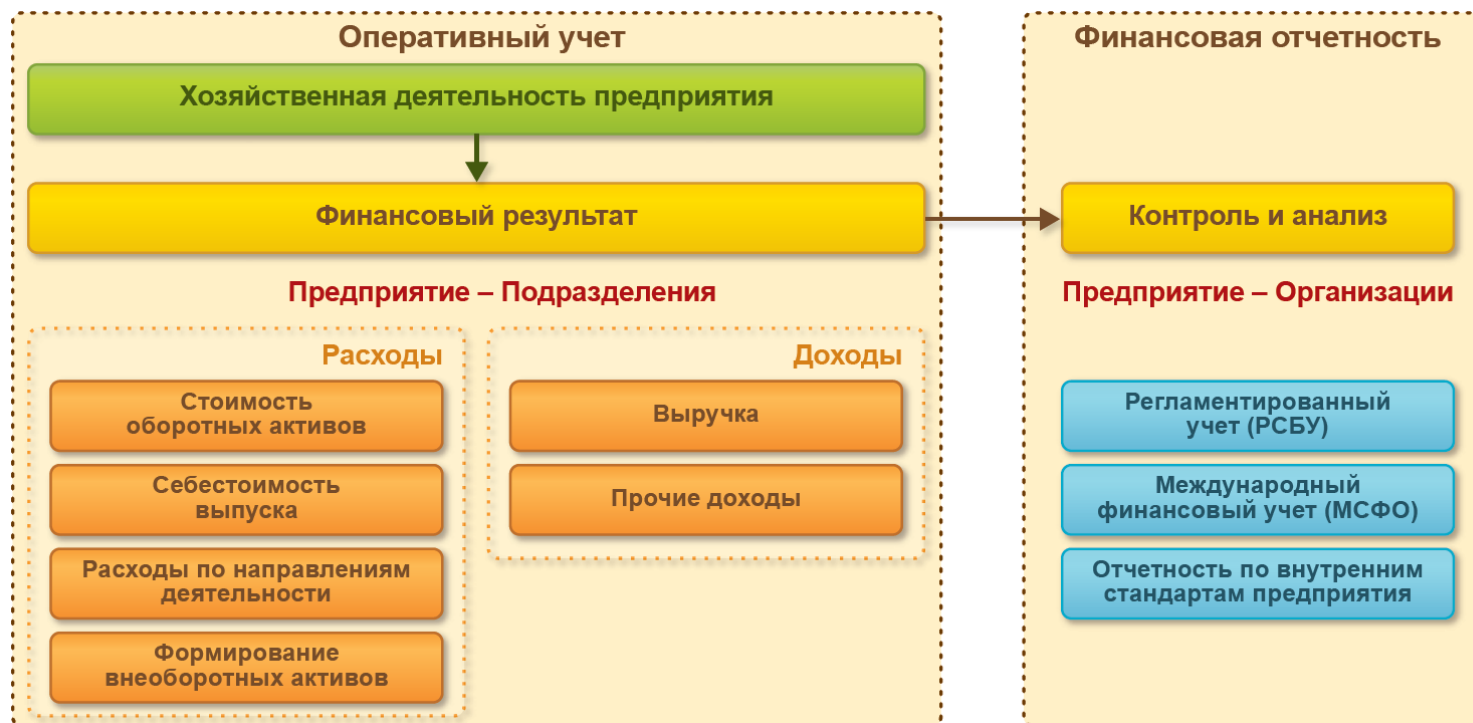 Оперативный учет
Хозяйственная деятельность предприятия
Финансовый результат
Предприятие – Подразделения
Расходы
Стоимость
оборотных активов
Себестоимость
выпуска
Расходы по направлениям
деятельности
Формирование
внеоборотных активов
Доходы
Выручка
Прочие доходы
Финансовая отчетность
Контроль и анализ
Предприятие – Организации
Регламентированный
учет (РСБУ)
Международный
финансовый учет (МСФО)
Отчетность по внутренним
стандартам предприятия